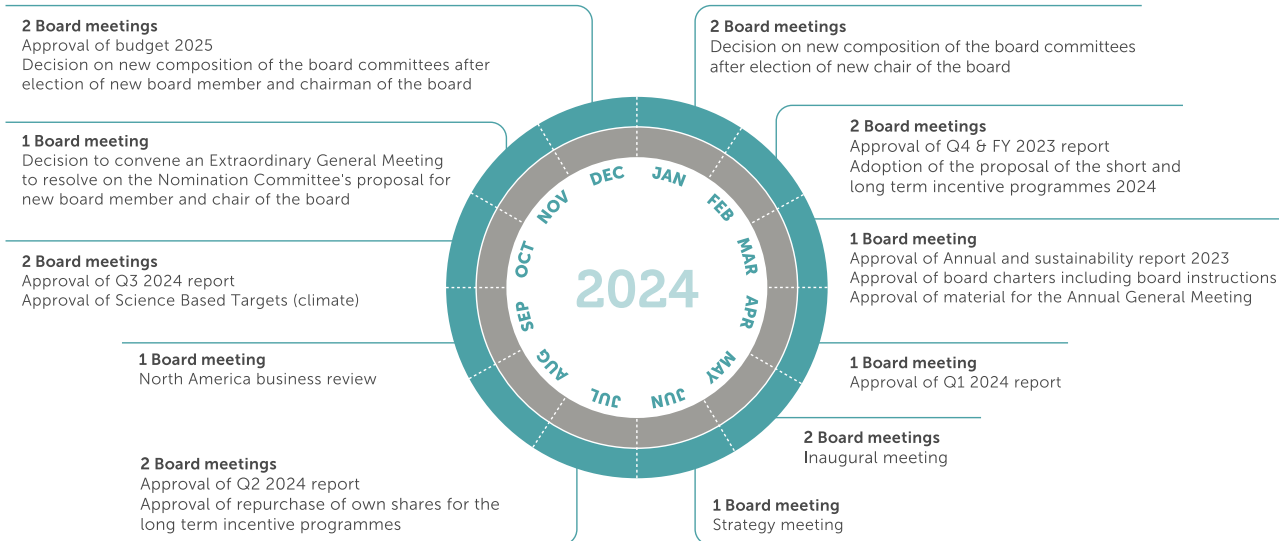 2 Board meetings
Approval of budget 2025
Decision on new composition of the board committees after
election of new board member and chairman of the board
1 Board meeting
Decision to convene an Extraordinary General Meeting
to resolve on the Nomination Committee's proposal for
new board member and chair of the board
2 Board meetings
Approval of Q3 2024 report
Approval of Science Based Targets (climate)
1 Board meeting
North America business review
2 Board meetings
Approval of Q2 2024 report
Approval of repurchase of own shares for the
long term incentive programmes
2024
JAN
FEB
MAR
APR
MAY
JUN
JUL
AUG
SEP
OCT
NOV
DEC
2 Board meetings
Decision on new composition of the board committees
after election of new chair of the board
2 Board meetings
Approval of Q4 & FY 2023 report
Adoption of the proposal of the short and
long term incentive programmes 2024
1 Board meeting
Approval of Annual and sustainability report 2023
Approval of board charters including board instructions
Approval of material for the Annual General Meeting
1 Board meeting
Approval of Q1 2024 report
2 Board meetings
Inaugural meeting
1 Board meeting
Strategy meeting